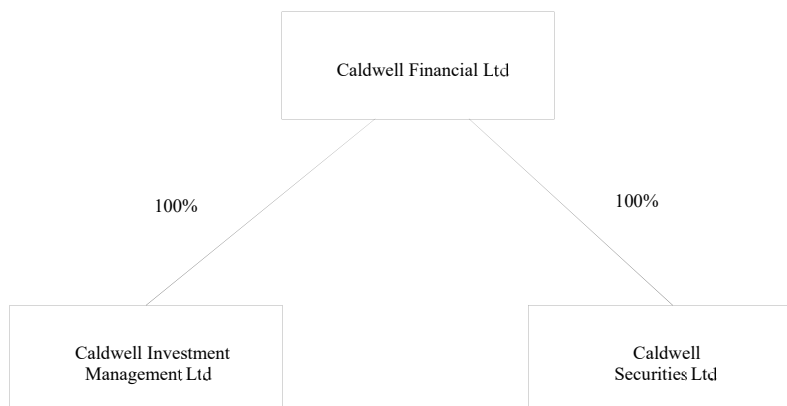 Caldwell Financial Ltd
100%
100%
Caldwell Investment
Management Ltd
Caldwell
Securities Ltd